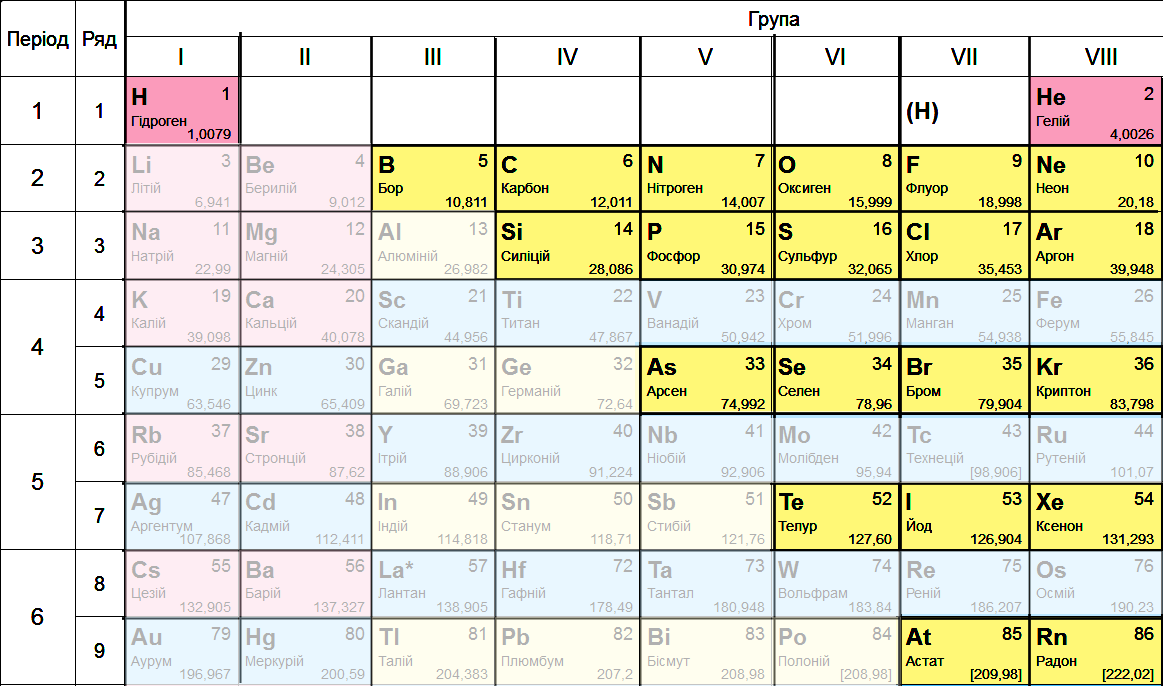 Група
Період Ряд I II III IV V VI VII VIII
1 1 H 1 Гідроген 1,0079 (H) He 2 Гелій 4,0026
2 2 Li 3 Літій 6,941 Be 4 Берилій 9,012 B 5 Бор 10,811 C 6 Карбон 12,011 N 7 Нітроген 14,007 O 8 Оксиген 15,999 F 9 Флуор 18,998 Ne 10 Неон 20,18
3 3 Na 11 Натрій 22,99 Mg 12 Магній 24,305 Al 13 Алюміній 26,982 Si 14 Силіцій 28,086 P 15 Фосфор 30,974 S 16 Сульфур 32,065 Cl 17 Хлор 35,453 Ar 18 Аргон 39,948
4 4 K 19 Калій 39,098 Ca 20 Кальцій 40,078 Sc 21 Скандій 44,956 Ti 22 Титан 47,867 V 23 Ванадій 50,942 Cr 24 Хром 51,996 Mn 25 Манган 54,938 Fe 26 Ферум 55,845
5 Cu 29 Купрум 63,546 Zn 30 Цинк 65,409 Ga 31 Галій 69,723 Ge 32 Германій 72,64 As 33 Арсен 74,992 Se 34 Селен 78,96 Br 35 Бром 79,904 Kr 36 Криптон 83,798
5 6 Rb 37 Рубідій 85,468 Sr 38 Стронцій 87,62 Y 39 Ітрій 88,906 Zr 40 Цирконій 91,224 Nb 41 Ніобій 92,906 Mo 42 Молібден 95,94 Tc 43 Технецій [98,906] Ru 44 Рутеній 101,07
7 Ag 47 Аргентум 107,868 Cd 48 Кадмій 112,411 In 49 Індій 114,818 Sn 50 Станум 118,71 Sb 51 Стибій 121,76 Te 52 Телур 127,60 I 53 Йод 126,904 Xe 54 Ксенон 131,293
6 8 Cs 55 Цезій 132,905 Ba 56 Барій 137,327 La* 57 Лантан 138,905 Hf 72 Гафній 178,49 Ta 73 Тантал 180,948 W 74 Вольфрам 183,84 Re 75 Реній 186,207 Os 76 Осмій 190,23
9 Au 79 Аурум 196,967 Hg 80 Меркурій 200,59 Tl 81 Талій 204,383 Pb 82 Плюмбум 207,2 Bi 83 Бісмут 208,98 Po 84 Полоній [208,98] At 85 Астат [209,98] Rn 86 Радон [222,02]